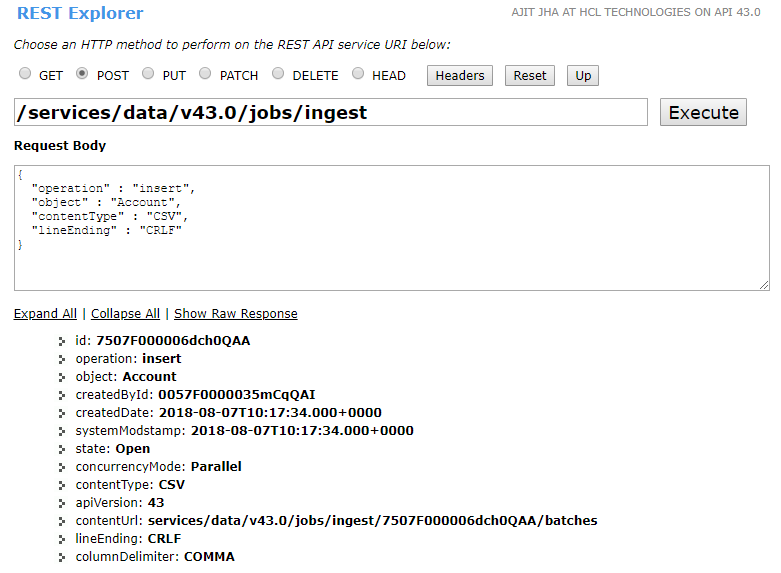 REST Explorer
AJIT JHA AT HCL TECHNOLOGIES ON API 43.0
Choose an HTTP method to perform on the REST API service URI below:
GET POST PUT PATCH DELETE HEAD Headers Reset Up
/services/data/v43.0/jobs/ingest Execute
Request Body
{
"operation" : "insert",
"object" : "Account",
"contentType" : "CSV",
"lineEnding" : "CRLF"
}
Expand All | Collapse All | Show Raw Response
id: 7507F000006dch0QAA
operation: insert
object: Account
createdById: 0057F0000035mCqQAI
createdDate: 2018-08-07T10:17:34.000+0000
systemModstamp: 2018-08-07T10:17:34.000+0000
state: Open
concurrencyMode: Parallel
contentType: CSV
apiVersion: 43
contentUrl: services/data/v43.0/jobs/ingest/7507F000006dch0QAA/batches
lineEnding: CRLF
columnDelimiter: COMMA